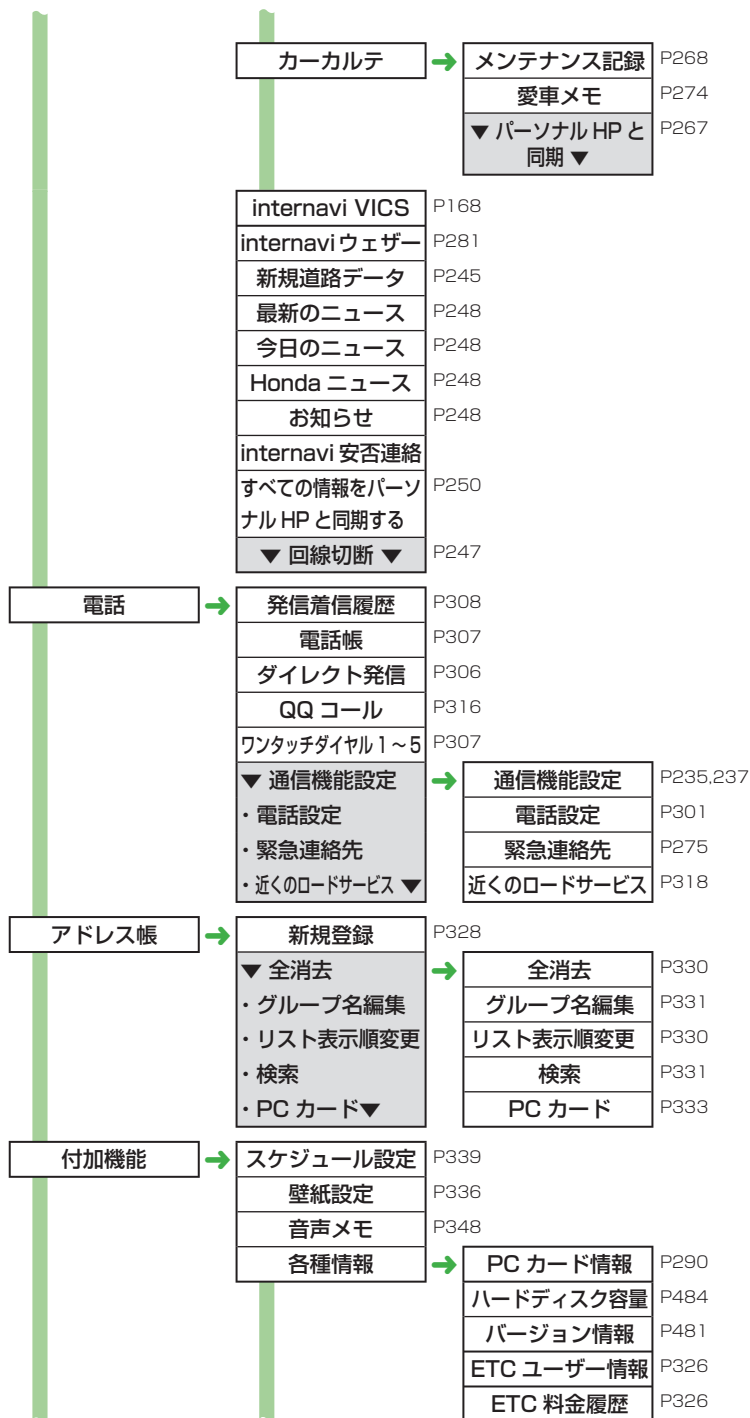 カーカルテ
メンテナンス記録 P268
愛車メモ P274
▼ パーソナル HP と P267
同期 ▼
internavi VICS P168
internavi ウェザー P281
新規道路データ P245
最新のニュース P248
今日のニュース P248
Honda ニュース P248
お知らせ P248
internavi 安否連絡
すべての情報をパーソ P250
ナル HP と同期する
▼ 回線切断 ▼ P247
電話
発信着信履歴 P308
電話帳 P307
ダイレクト発信 P306
QQ コール P316
ワンタッチダイヤル 1 ～ 5 P307
▼ 通信機能設定
・電話設定
・緊急連絡先
・近くのロードサービス ▼
通信機能設定 P235,237
電話設定 P301
緊急連絡先 P275
近くのロードサービス P318
アドレス帳
新規登録 P328
▼ 全消去
・グループ名編集
・リスト表示順変更
・検索
・PC カード▼
全消去 P330
グループ名編集 P331
リスト表示順変更 P330
検索 P331
PC カード P333
付加機能
スケジュール設定 P339
壁紙設定 P336
音声メモ P348
各種情報
PC カード情報 P290
ハードディスク容量 P484
バージョン情報 P481
ETC ユーザー情報 P326
ETC 料金履歴 P326